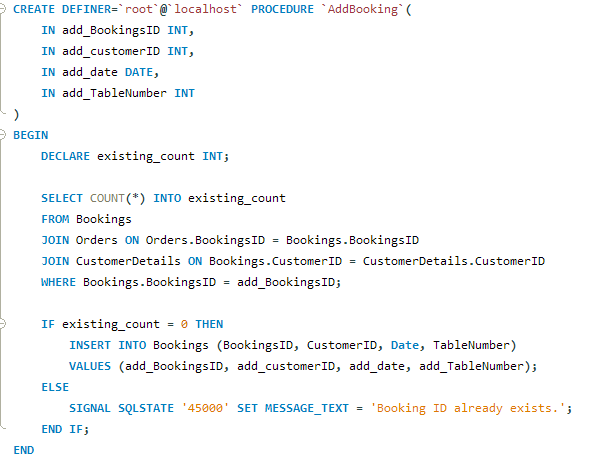 CREATE DEFINER=`root`@`localhost` PROCEDURE `AddBooking`(
    IN add_BookingsID INT,
    IN add_customerID INT,
    IN add_date DATE,
    IN add_TableNumber INT
)
BEGIN
    DECLARE existing_count INT;

    SELECT COUNT(*) INTO existing_count
    FROM Bookings
    JOIN Orders ON Orders.BookingsID = Bookings.BookingsID
    JOIN CustomerDetails ON Bookings.CustomerID = CustomerDetails.CustomerID
    WHERE Bookings.BookingsID = add_BookingsID;

    IF existing_count = 0 THEN
        INSERT INTO Bookings (BookingsID, CustomerID, Date, TableNumber)
        VALUES (add_BookingsID, add_customerID, add_date, add_TableNumber);
    ELSE
        SIGNAL SQLSTATE '45000' SET MESSAGE_TEXT = 'Booking ID already exists.';
    END IF;
END